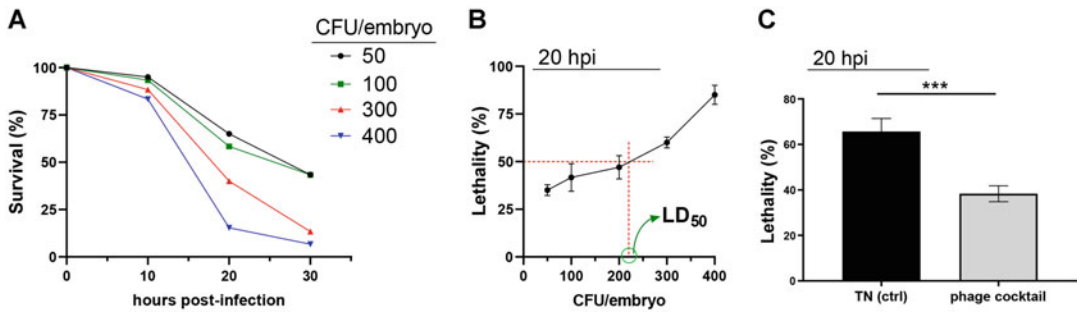 A
CFU/embryo
50
100
300
400
100
75
50
25
0
Survival (%)
0 10 20 30
hours post-infection
B
20 hpi
100
75
50
25
0
Lethality (%)
LD50
0 100 200 300 400
CFU/embryo
C
20 hpi
***
80
60
40
20
0
Lethality (%)
TN (ctrl) phage cocktail